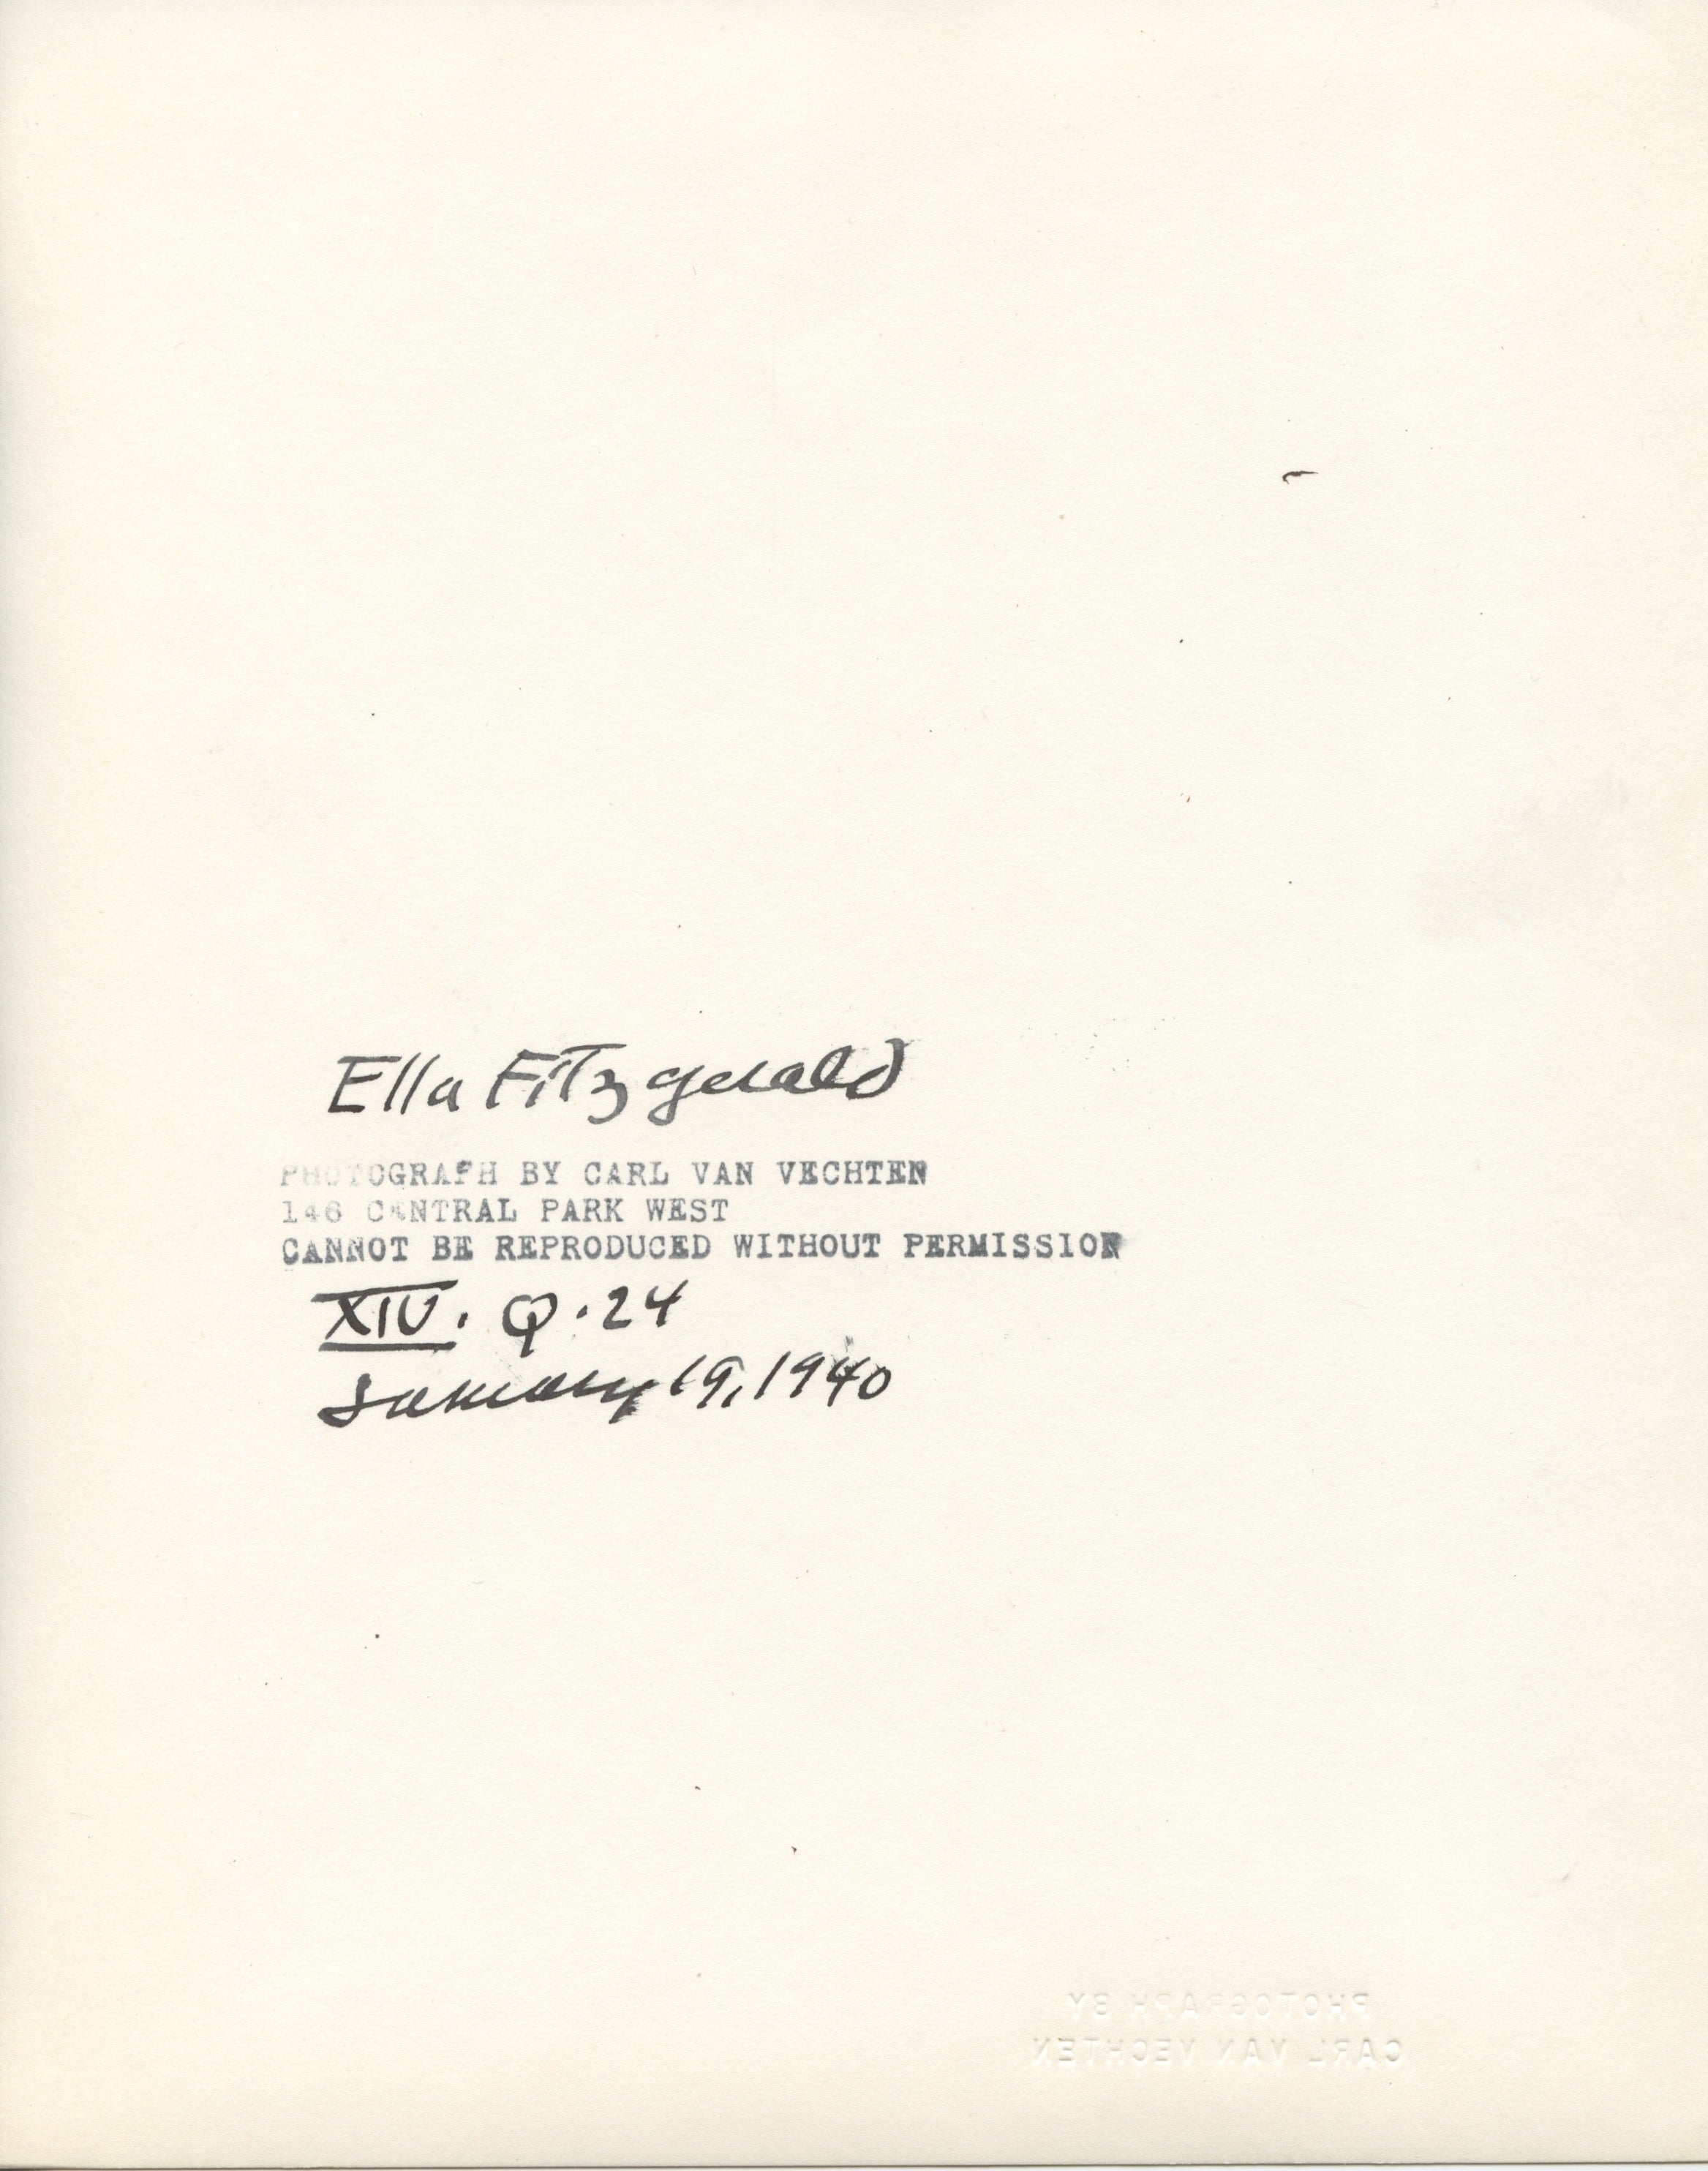 Ella Fitzgerald
PHOTOGRAPH BY CARL VAN VECHTEN
146 CENTRAL PARK WEST
CANNOT BE REPRODUCED WITHOUT PERMISSION
XIV. Q. 24
January 19, 1940
PHOTOGRAPH BY
CARL VAN VECHTEN